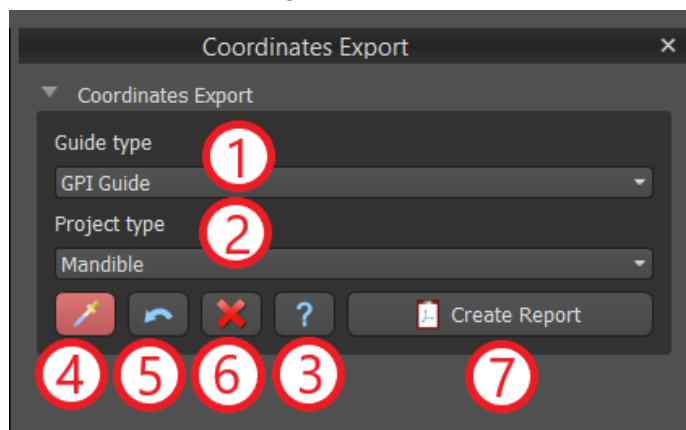 Coordinates Export ×
Coordinates Export
Guide type
1
GPI Guide
Project type
2
Mandible
? Create Report
4 5 6 3 7